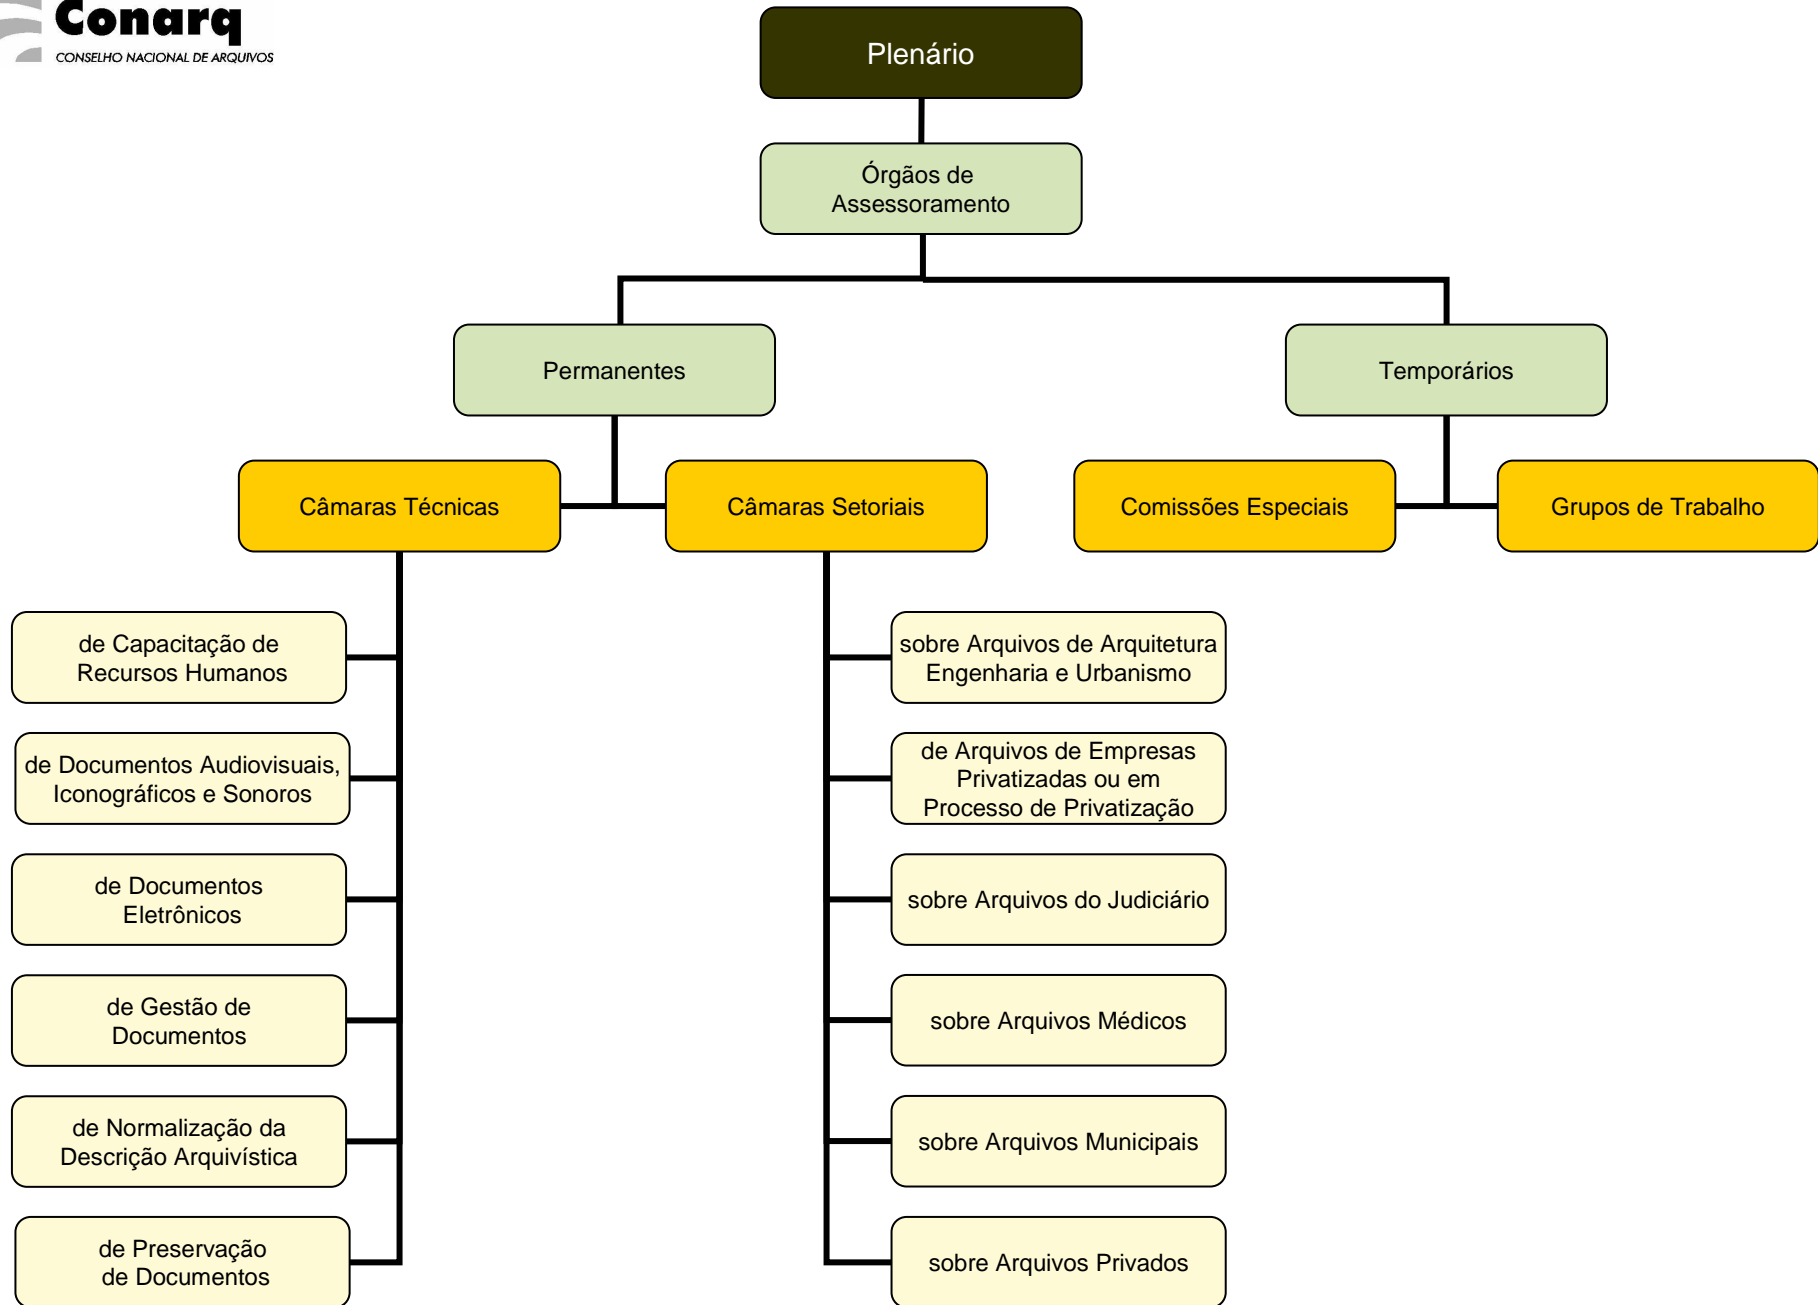 Conarq
CONSELHO NACIONAL DE ARQUIVOS
Plenário
Órgãos de
Assessoramento
Permanentes
Temporários
Câmaras Técnicas
Câmaras Setoriais
Comissões Especiais
Grupos de Trabalho
de Capacitação de
Recursos Humanos
de Documentos Audiovisuais,
Iconográficos e Sonoros
de Documentos
Eletrônicos
de Gestão de
Documentos
de Normalização da
Descrição Arquivística
de Preservação
de Documentos
sobre Arquivos de Arquitetura
Engenharia e Urbanismo
de Arquivos de Empresas
Privatizadas ou em
Processo de Privatização
sobre Arquivos do Judiciário
sobre Arquivos Médicos
sobre Arquivos Municipais
sobre Arquivos Privados